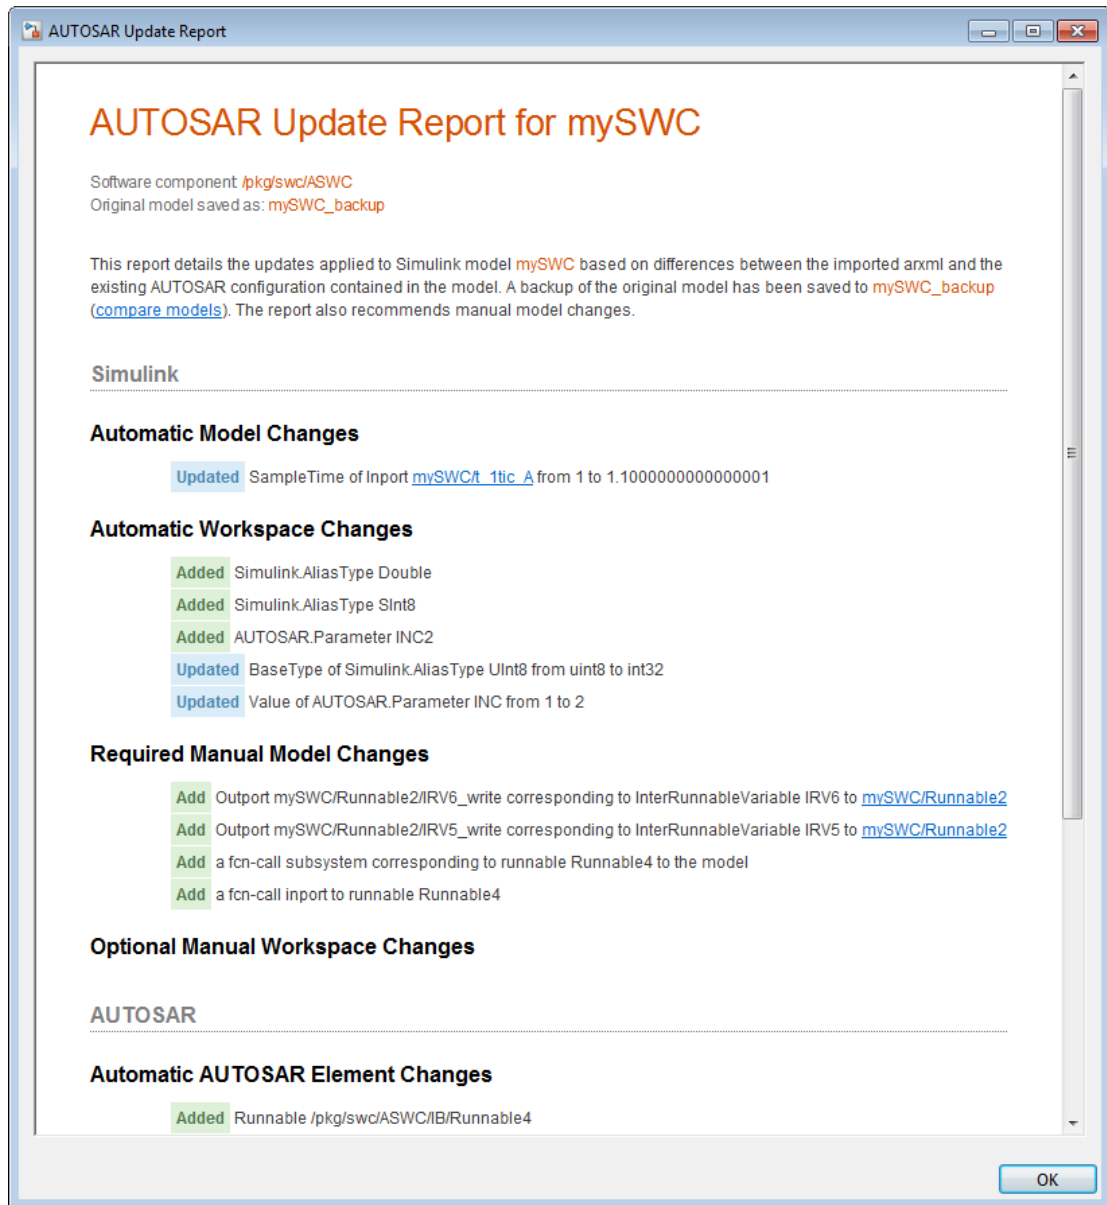 AUTOSAR Update Report
AUTOSAR Update Report for mySWC
Software component /pkg/swc/ASWC
Original model saved as: mySWC_backup
This report details the updates applied to Simulink model mySWC based on differences between the imported arxml and the
existing AUTOSAR configuration contained in the model. A backup of the original model has been saved to mySWC_backup
(compare models). The report also recommends manual model changes.
Simulink
Automatic Model Changes
Updated SampleTime of Inport mySWC/t_1tic_A from 1 to 1.1000000000000001
Automatic Workspace Changes
Added Simulink.AliasType Double
Added Simulink.AliasType SInt8
Added AUTOSAR.Parameter INC2
Updated BaseType of Simulink.AliasType UInt8 from uint8 to int32
Updated Value of AUTOSAR.Parameter INC from 1 to 2
Required Manual Model Changes
Add Outport mySWC/Runnable2/IRV6_write corresponding to InterRunnableVariable IRV6 to mySWC/Runnable2
Add Outport mySWC/Runnable2/IRV5_write corresponding to InterRunnableVariable IRV5 to mySWC/Runnable2
Add a fcn-call subsystem corresponding to runnable Runnable4 to the model
Add a fcn-call inport to runnable Runnable4
Optional Manual Workspace Changes
AUTOSAR
Automatic AUTOSAR Element Changes
Added Runnable /pkg/swc/ASWC/IB/Runnable4
OK